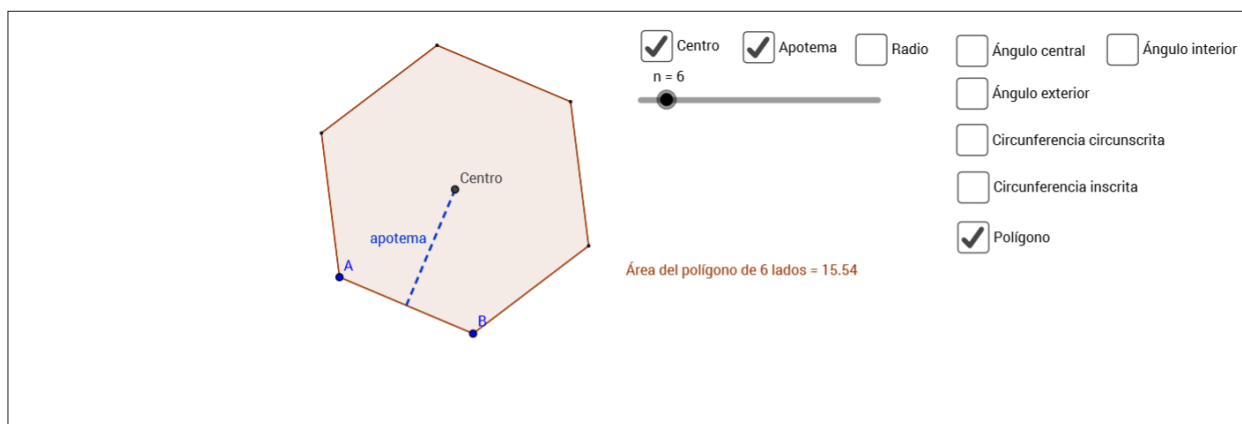 Centro
Apotema
Radio
Ángulo central
Ángulo interior
n = 6
Ángulo exterior
Circunferencia circunscrita
Centro
Circunferencia inscrita
apotema
Polígono
A
Área del polígono de 6 lados = 15.54
B